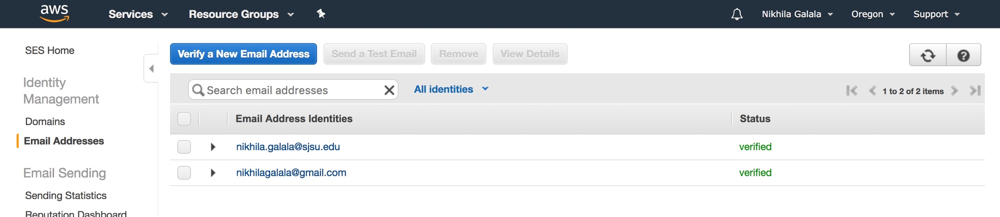 aws Services Resource Groups Nikhila Galala Oregon Support
SES Home
Identity
Management
Domains
Email Addresses
Email Sending
Sending Statistics
Reputation Dashboard
Verify a New Email Address Send a Test Email Remove View Details
Search email addresses All identities 1 to 2 of 2 items
Email Address Identities Status
nikhila.galala@sjsu.edu verified
nikhilagalala@gmail.com verified